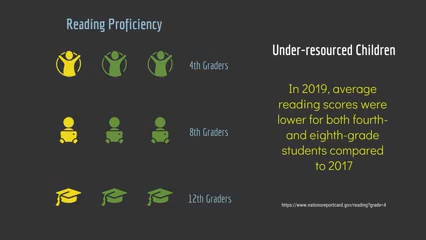 Reading Proficiency
4th Graders
8th Graders
12th Graders
Under-resourced Children
In 2019, average
reading scores were
lower for both fourth-
and eighth-grade
students compared
to 2017
https://www.nationsreportcard.gov/reading?grade=4